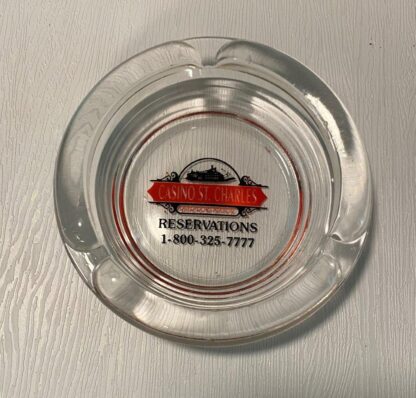 CASINO ST. CHARLES
RESERVATIONS
1-800-325-7777